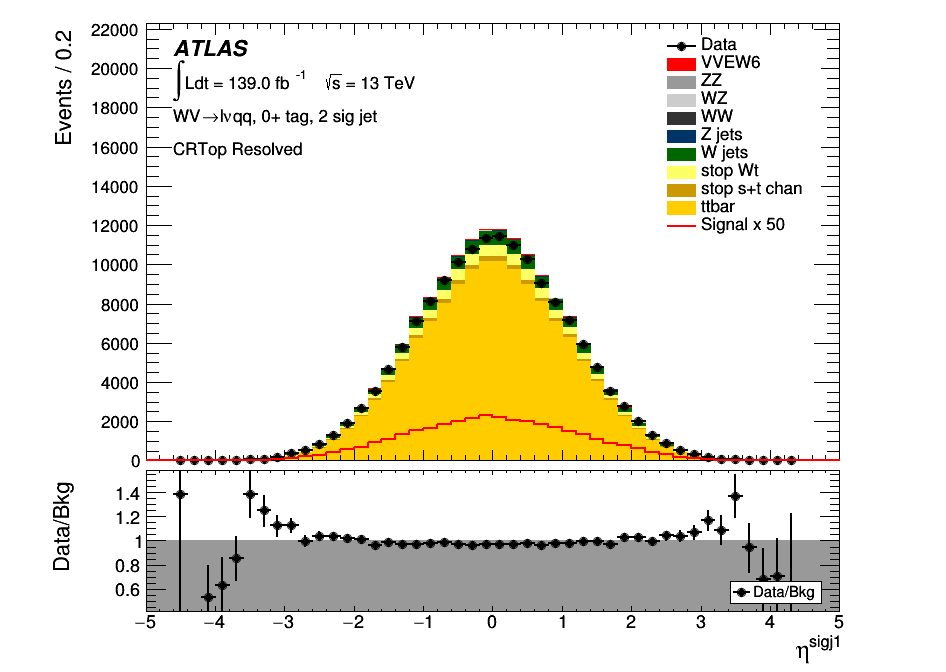 Events / 0.2
22000
20000
18000
16000
14000
12000
10000
8000
6000
4000
2000
0
ATLAS
∫Ldt = 139.0 fb⁻¹ √s = 13 TeV
WV→lνqq, 0+ tag, 2 sig jet
CRTop Resolved
Data
VVEW6
ZZ
WZ
WW
Z jets
W jets
stop Wt
stop s+t chan
ttbar
Signal x 50
Data/Bkg
1.4
1.2
1
0.8
0.6
Data/Bkg
−5 −4 −3 −2 −1 0 1 2 3 4 5
η^sigj1